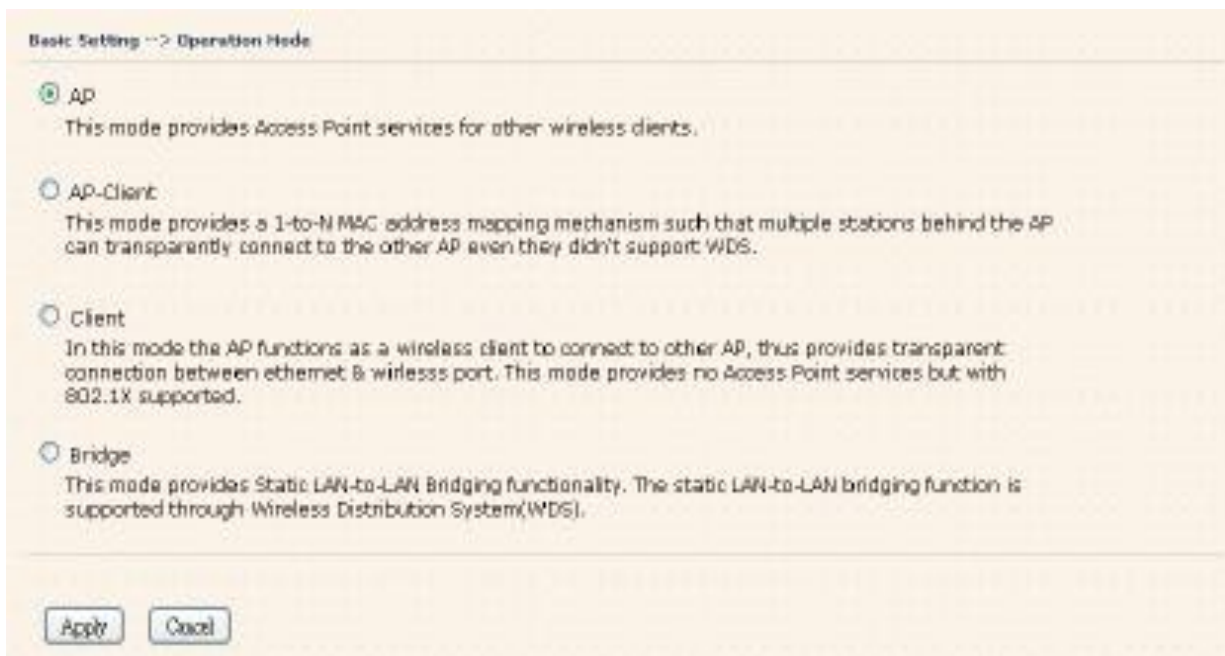 Basic Setting --> Operation Mode
AP
This mode provides Access Point services for other wireless clients.
AP-Client
This mode provides a 1-to-N MAC address mapping mechanism such that multiple stations behind the AP
can transparently connect to the other AP even they didn't support WDS.
Client
In this mode the AP functions as a wireless client to connect to other AP, thus provides transparent
connection between ethernet & wirlesss port. This mode provides no Access Point services but with
802.1X supported.
Bridge
This mode provides Static LAN-to-LAN Bridging functionality. The static LAN-to-LAN bridging function is
supported through Wireless Distribution System(WDS).
Apply Cancel